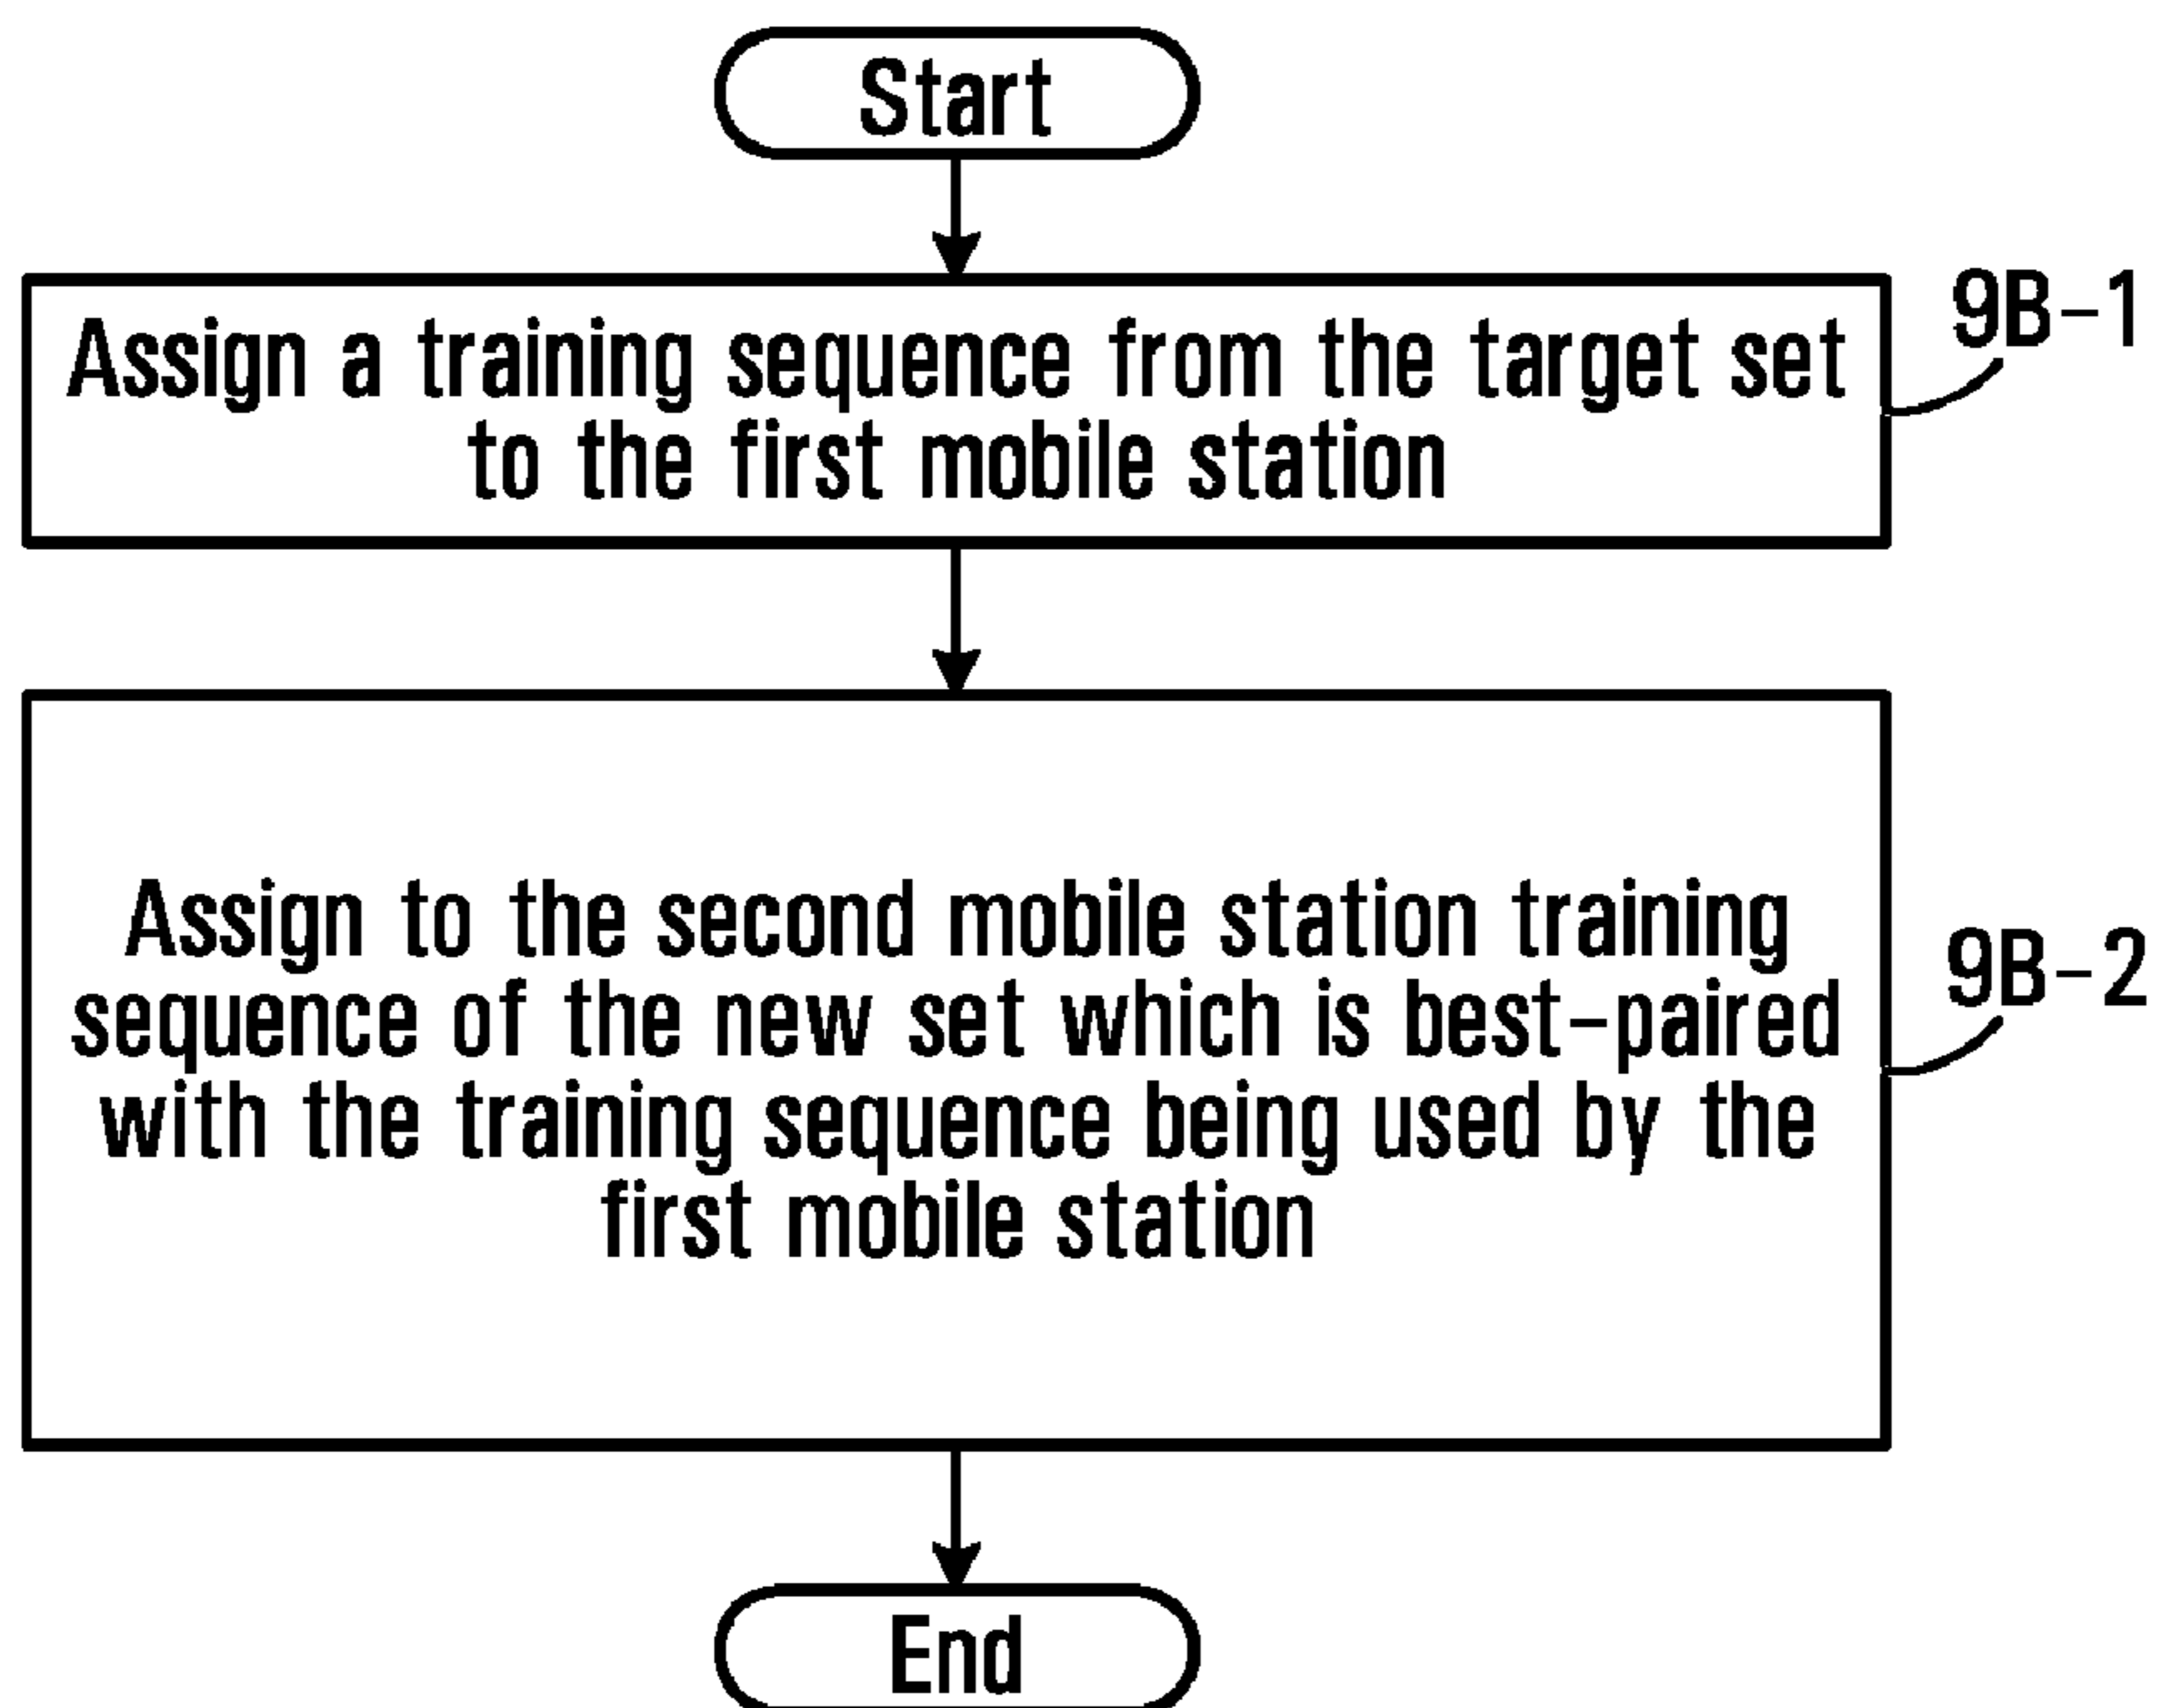 Start
Assign a training sequence from the target set
to the first mobile station
9B-1
Assign to the second mobile station training
sequence of the new set which is best-paired
with the training sequence being used by the
first mobile station
9B-2
End